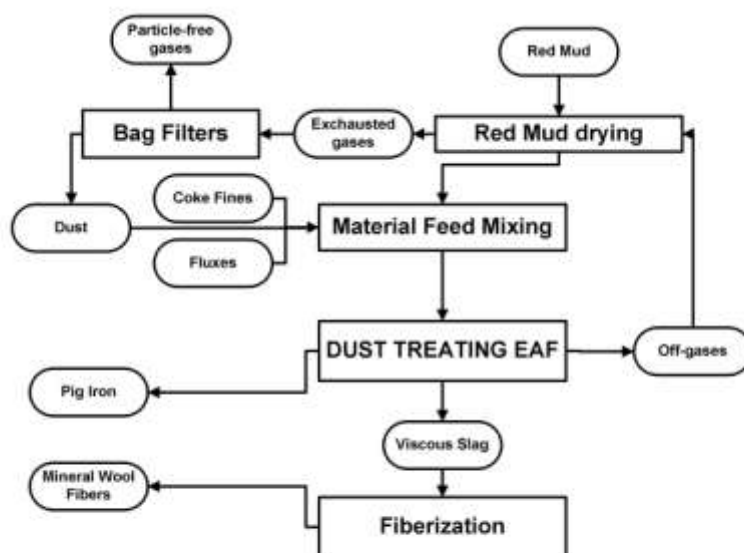 Particle-free
gases
Red Mud
Bag Filters
Exchausted
gases
Red Mud drying
Coke Fines
Dust
Material Feed Mixing
Fluxes
DUST TREATING EAF
Off-gases
Pig Iron
Viscous Slag
Mineral Wool
Fibers
Fiberization